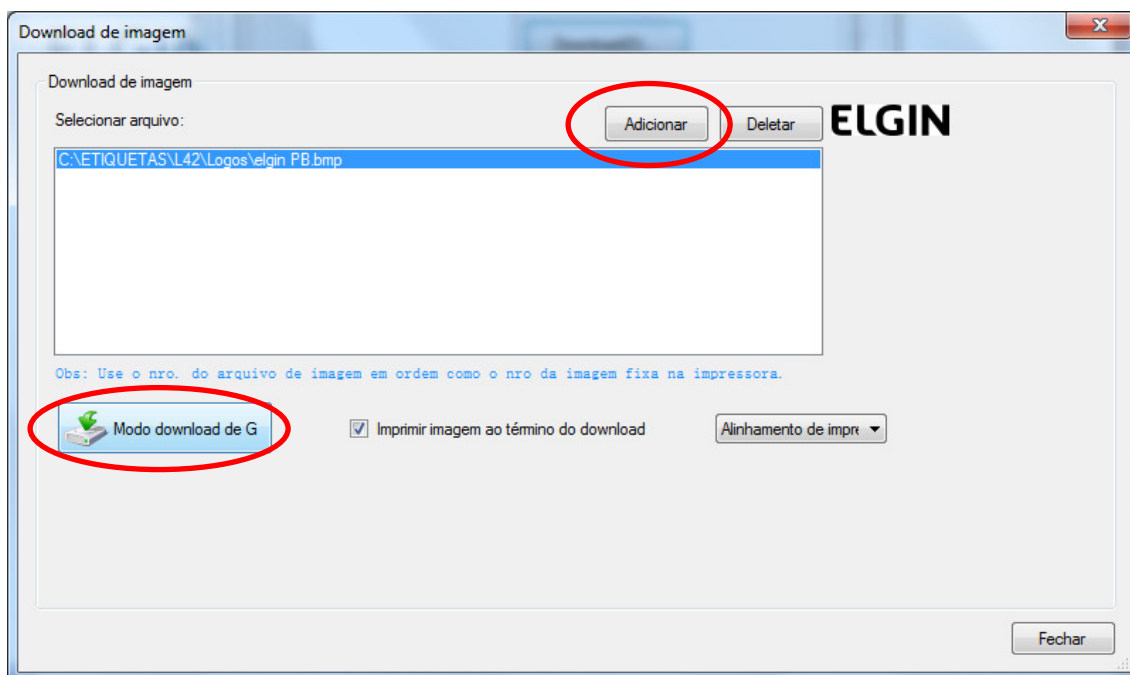 Download de imagem
Download de imagem
Selecionar arquivo:
Adicionar
Deletar
ELGIN
C:\ETIQUETAS\L42\Logos\elgin PB.bmp
Obs: Use o nro. do arquivo de imagem em ordem como o nro da imagem fixa na impressora.
Modo download de G
Imprimir imagem ao término do download
Alinhamento de impre
Fechar